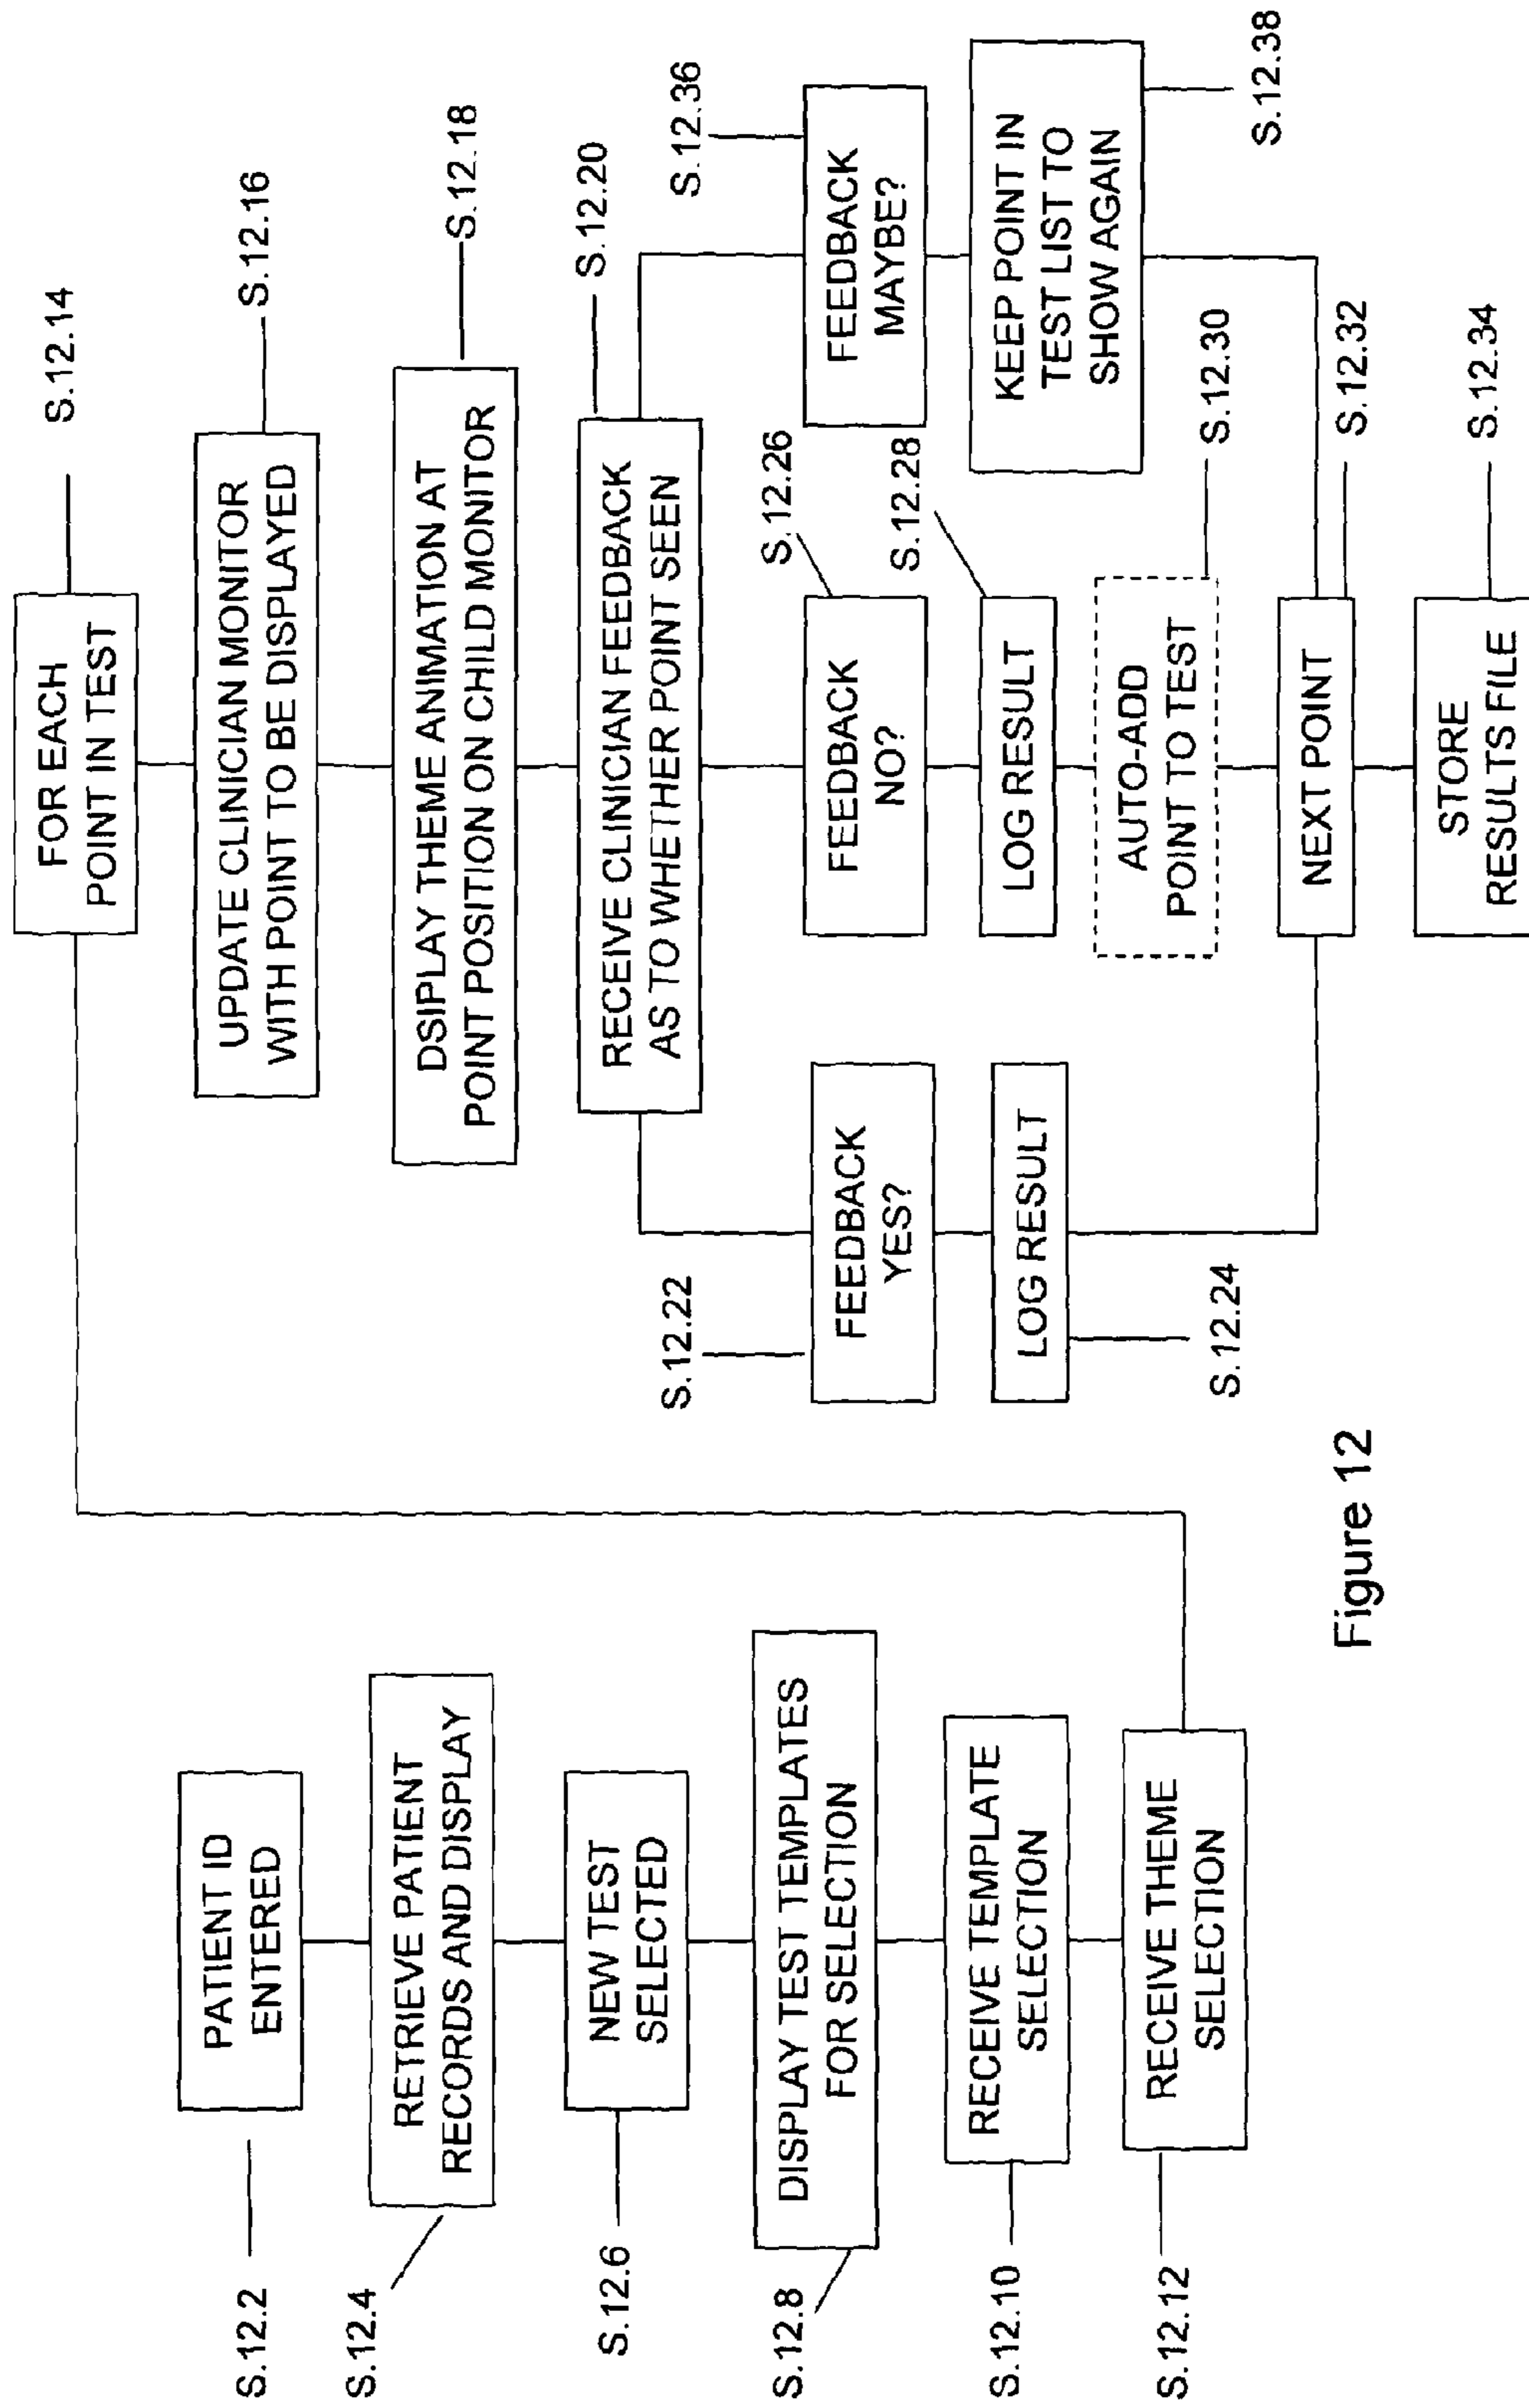 S.12.2
PATIENT ID
ENTERED
S.12.4
RETRIEVE PATIENT
RECORDS AND DISPLAY
S.12.6
NEW TEST
SELECTED
S.12.8
DISPLAY TEST TEMPLATES
FOR SELECTION
S.12.10
RECEIVE TEMPLATE
SELECTION
S.12.12
RECEIVE THEME
SELECTION
FOR EACH
POINT IN TEST
S.12.14
UPDATE CLINICIAN MONITOR
WITH POINT TO BE DISPLAYED
S.12.16
DSIPLAY THEME ANIMATION AT
POINT POSITION ON CHILD MONITOR
S.12.18
RECEIVE CLINICIAN FEEDBACK
AS TO WHETHER POINT SEEN
S.12.20
S.12.22
FEEDBACK
YES?
LOG RESULT
S.12.24
S.12.26
FEEDBACK
NO?
S.12.28
LOG RESULT
AUTO-ADD
POINT TO TEST
S.12.30
S.12.36
FEEDBACK
MAYBE?
KEEP POINT IN
TEST LIST TO
SHOW AGAIN
S.12.38
NEXT POINT
S.12.32
STORE
RESULTS FILE
S.12.34
Figure 12